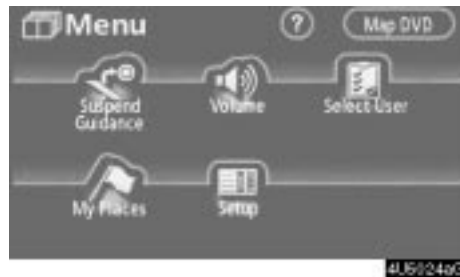 Menu
?
Map DVD
Suspend
Guidance
Volume
Select User
My Places
Setup